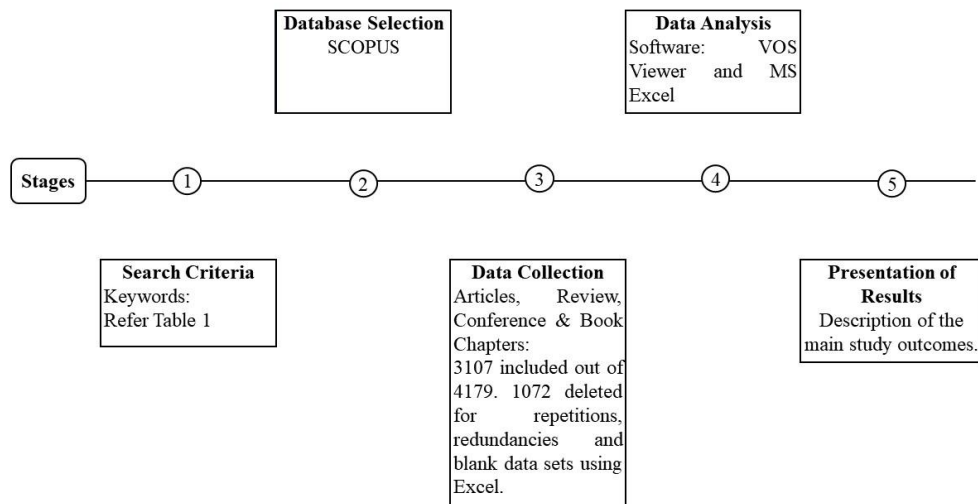 Database Selection
SCOPUS
Data Analysis
Software: VOS
Viewer and MS
Excel
Stages
1
2
3
4
5
Search Criteria
Keywords:
Refer Table 1
Data Collection
Articles, Review,
Conference & Book
Chapters:
3107 included out of
4179. 1072 deleted
for repetitions,
redundancies and
blank data sets using
Excel.
Presentation of
Results
Description of the
main study outcomes.